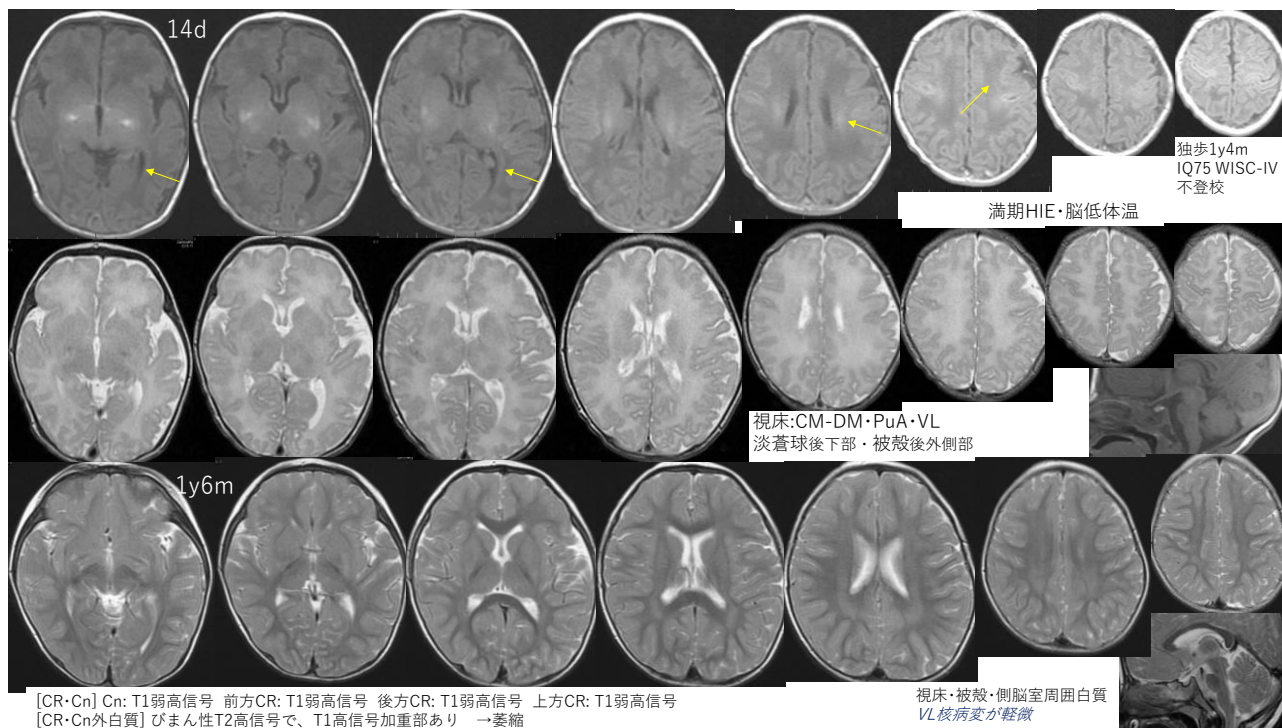 14d
独歩1y4m
IQ75 WISC-IV
不登校
満期HIE・脳低体温
視床:CM-DM・PuA・VL
淡蒼球後下部・被殻後外側部
1y6m
[CR・Cn] Cn: T1弱高信号 前方CR: T1弱高信号 後方CR: T1弱高信号 上方CR: T1弱高信号
[CR・Cn外白質] びまん性T2高信号で、T1高信号加重部あり →萎縮
視床・被殻・側脳室周囲白質
VL核病変が軽微